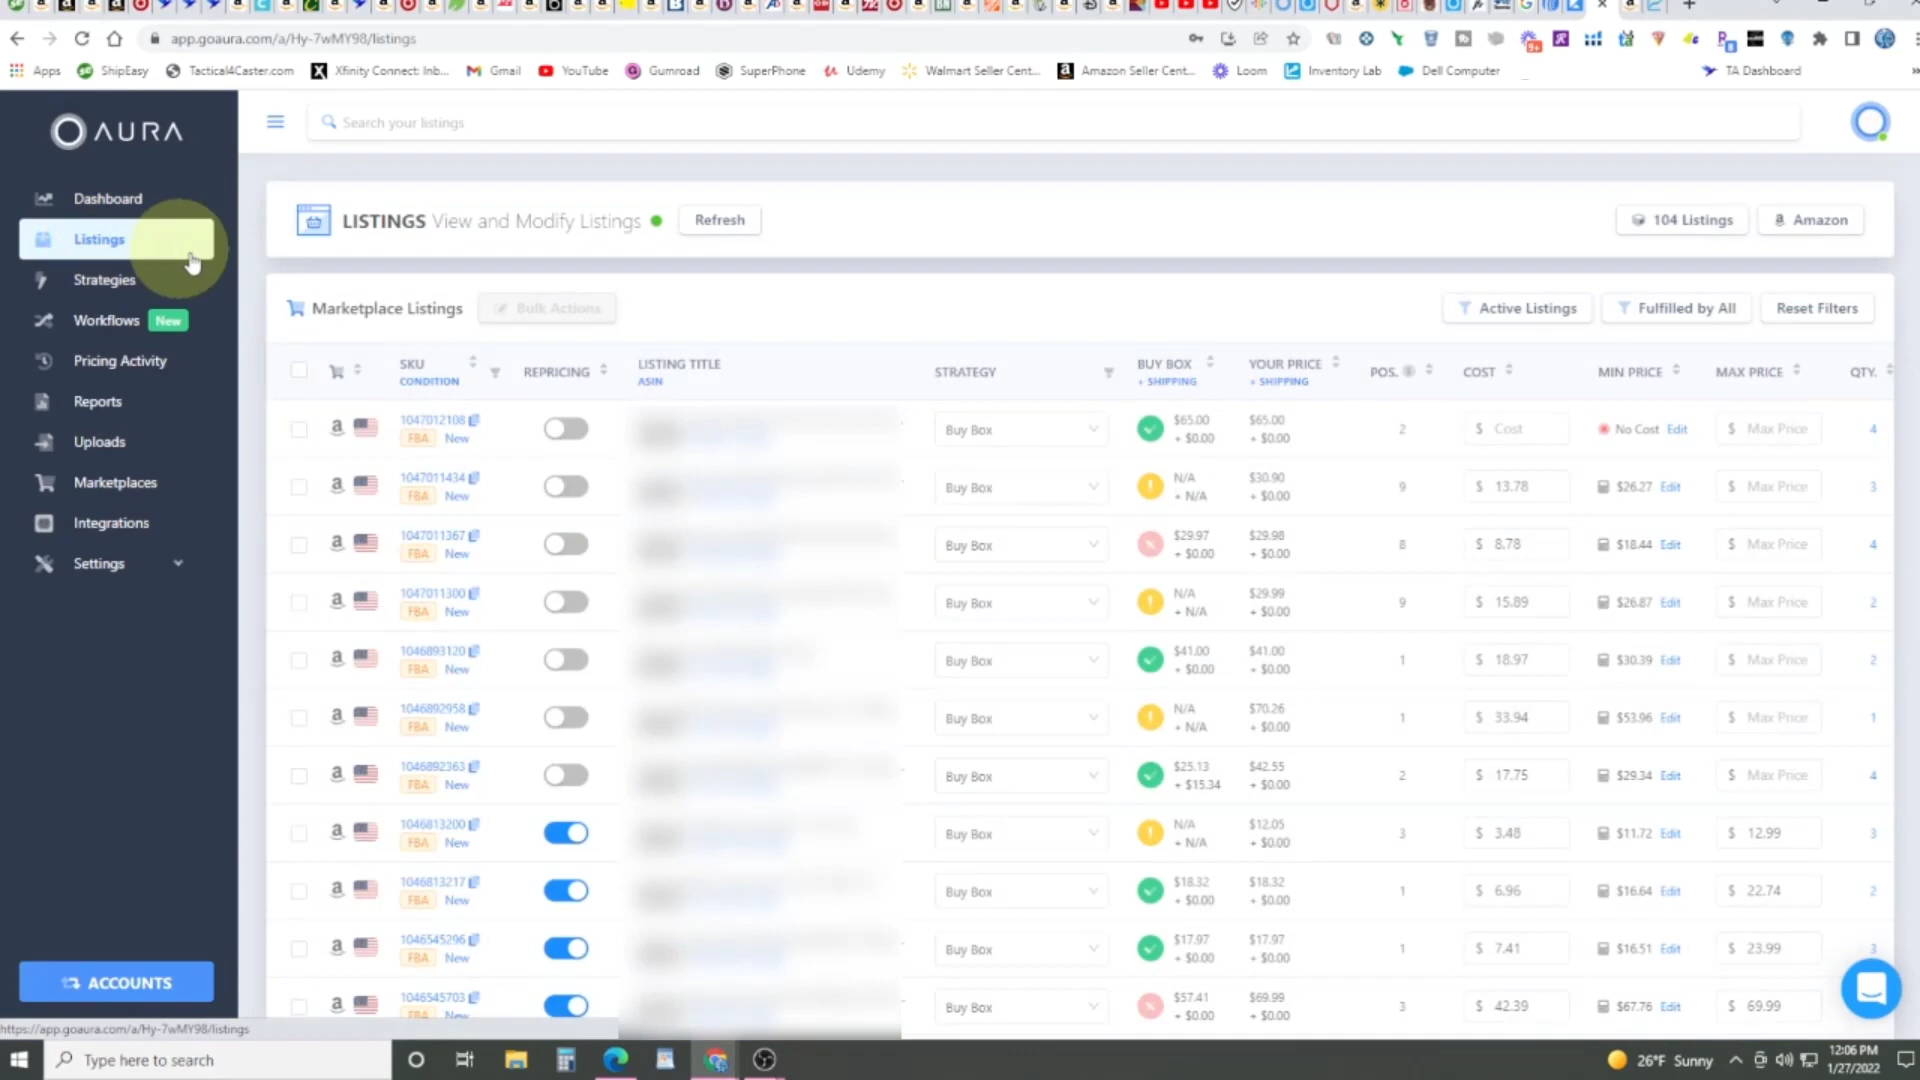 app.goaura.com/a/Hy-7wMY98/listings
Apps
ShipEasy
Tactical4Caster.com
Xfinity Connect: Inb...
Gmail
YouTube
Gumroad
SuperPhone
Udemy
Walmart Seller Cent...
Amazon Seller Cent...
Loom
Inventory Lab
Dell Computer
TA Dashboard
AURA
Search your listings
Dashboard
Listings
Strategies
Workflows New
Pricing Activity
Reports
Uploads
Marketplaces
Integrations
Settings
ACCOUNTS
LISTINGS View and Modify Listings Refresh 104 Listings Amazon
Marketplace Listings Bulk Actions Active Listings Fulfilled by All Reset Filters
SKU REPRICING LISTING TITLE STRATEGY BUY BOX YOUR PRICE POS. COST MIN PRICE MAX PRICE QTY.
CONDITION ASIN + SHIPPING + SHIPPING
1047012108 Buy Box $65.00 $65.00 2 $ Cost No Cost Edit $ Max Price 4
FBA New + $0.00 + $0.00
1047011434 Buy Box N/A $30.90 9 $ 13.78 $26.27 Edit $ Max Price 3
FBA New + N/A + $0.00
1047011367 Buy Box $29.97 $29.98 8 $ 8.78 $18.44 Edit $ Max Price 4
FBA New + $0.00 + $0.00
1047011300 Buy Box N/A $29.99 9 $ 15.89 $26.87 Edit $ Max Price 2
FBA New + N/A + $0.00
1046893120 Buy Box $41.00 $41.00 1 $ 18.97 $30.39 Edit $ Max Price 2
FBA New + $0.00 + $0.00
1046892958 Buy Box N/A $70.26 1 $ 33.94 $53.96 Edit $ Max Price 1
FBA New + N/A + $0.00
1046892363 Buy Box $25.13 $42.55 2 $ 17.75 $29.34 Edit $ Max Price 4
FBA New + $15.34 + $0.00
1046813200 Buy Box N/A $12.05 3 $ 3.48 $11.72 Edit $ 12.99 3
FBA New + N/A + $0.00
1046813217 Buy Box $18.32 $18.32 1 $ 6.96 $16.64 Edit $ 22.74 2
FBA New + $0.00 + $0.00
1046545296 Buy Box $17.97 $17.97 1 $ 7.41 $16.51 Edit $ 23.99 3
FBA New + $0.00 + $0.00
1046545703 Buy Box $57.41 $69.99 3 $ 42.39 $67.76 Edit $ 69.99
FBA New + $0.00 + $0.00
https://app.goaura.com/a/Hy-7wMY98/listings
Type here to search
26°F Sunny
12:06 PM
1/27/2022